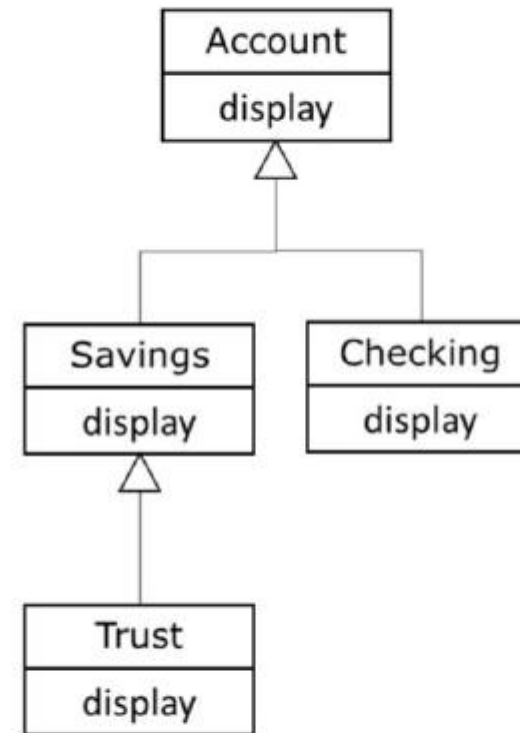 Account
display
Savings
display
Checking
display
Trust
display